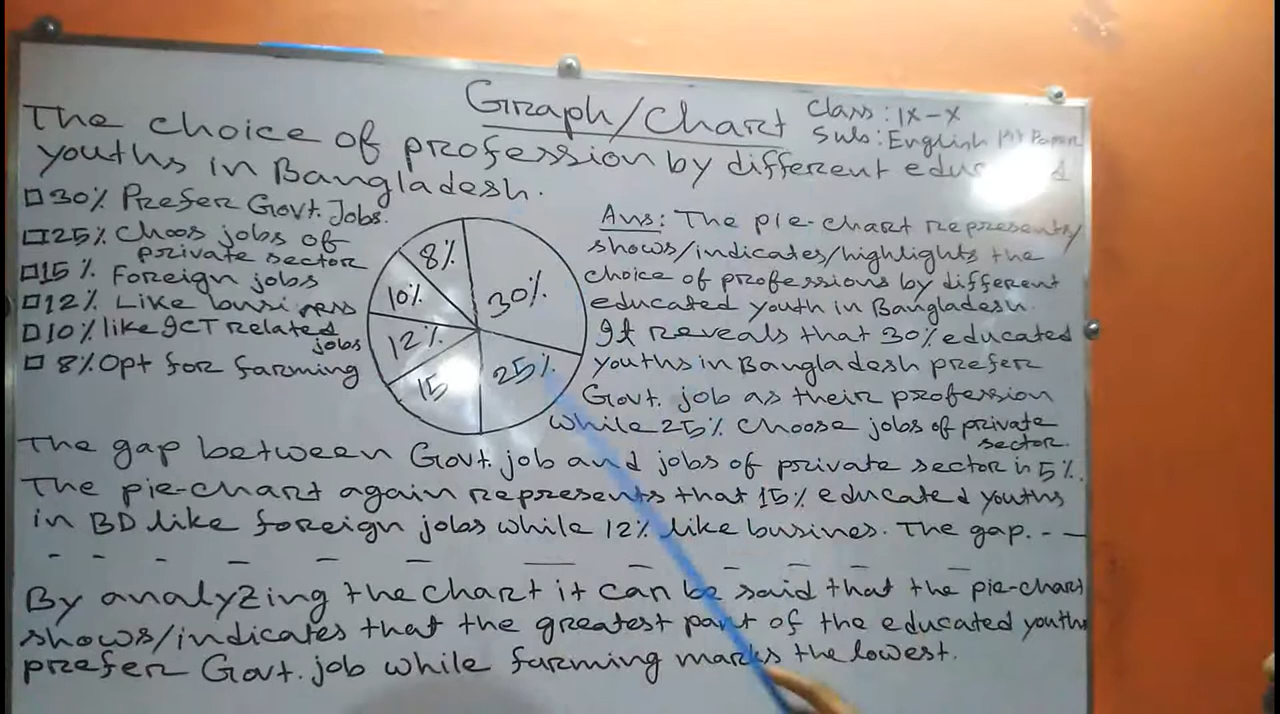 Graph/Chart
Class: IX-X
Sub: English 1st Paper
The choice of profession by different
youths in Bangladesh.
□ 30% Prefer Govt. Jobs.
□ 25% Choos jobs of
private sector
□ 15% Foreign jobs
□ 12% Like business
□ 10% like ICT related
jobs
□ 8% Opt for farming
8%
30%
10%
12%
15
25%
Ans: The pie-chart represents/
shows/indicates/highlights the
choice of professions by different
educated youth in Bangladesh.
It reveals that 30% educated
youths in Bangladesh prefer
Govt. job as their profession
while 25% choose jobs of private
sector.
The gap between Govt. job and jobs of private sector is 5%.
The pie-chart again represents that 15% educated youths
in BD like foreign jobs while 12% like busines. The gap. - —
By analyzing the chart it can be said that the pie-chart
shows/indicates that the greatest part of the educated youths
prefer Govt. job while farming marks the lowest.